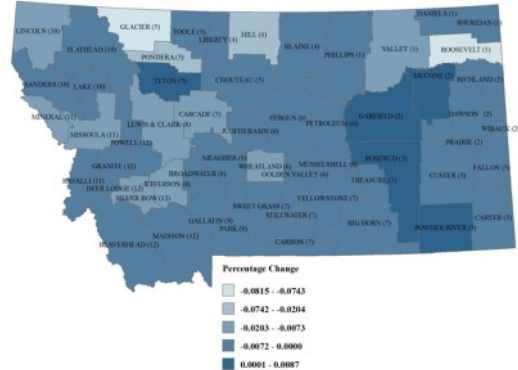 DANIELS (1)
SHERIDAN (1)
GLACIER (5)
LINCOLN (10)
TOOLE (5)
HILL (4)
LIBERTY (4)
FLATHEAD (10)
BLAINE (4)
PHILLIPS (1)
VALLEY (1)
ROOSEVELT (1)
PONDERA (5)
TETON (5)
CHOUTEAU (5)
MCCONE (2)
RICHLAND (2)
SANDERS (10)
LAKE (10)
MINERAL (11)
CASCADE (5)
LEWIS & CLARK (8)
FERGUS (6)
PETROLEUM (6)
GARFIELD (2)
DAWSON (2)
MISSOULA (11)
JUDITH BASIN (6)
WIBAUX (2)
POWELL (12)
PRAIRIE (2)
MEAGHER (9)
GRANITE (12)
WHEATLAND (6)
MUSSELSHELL (6)
ROSEBUD (3)
FALLON (3)
BROADWATER (8)
GOLDEN VALLEY (6)
CUSTER (3)
RAVALLI (11)
JEFFERSON (8)
TREASURE (3)
DEER LODGE (12)
SILVER BOW (12)
YELLOWSTONE (7)
SWEET GRASS (7)
STILLWATER (7)
GALLATIN (9)
PARK (9)
BIG HORN (7)
CARTER (3)
POWDER RIVER (3)
MADISON (12)
BEAVERHEAD (12)
CARBON (7)
Percentage Change
-0.0815 - -0.0743
-0.0742 - -0.0204
-0.0203 - -0.0073
-0.0072 - 0.0000
0.0001 - 0.0087